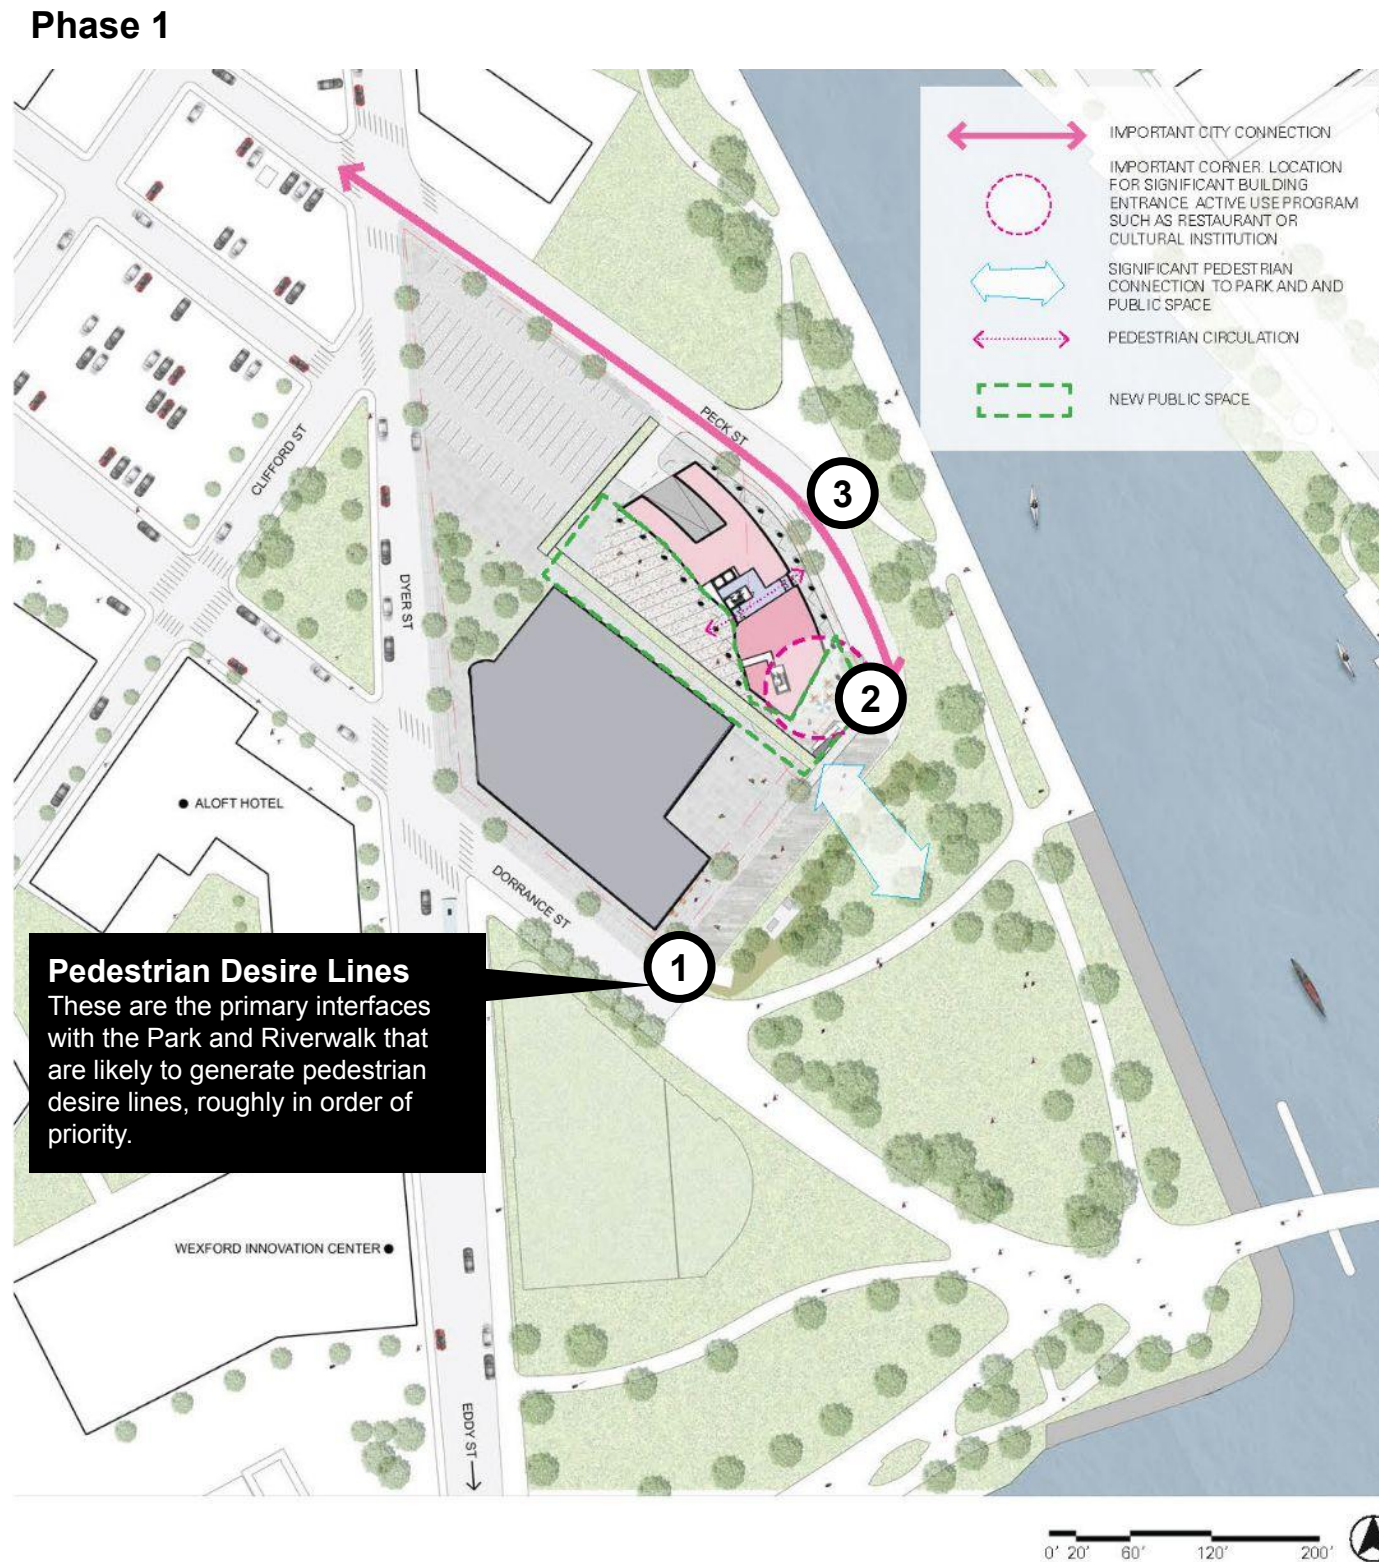 Phase 1
IMPORTANT CITY CONNECTION
IMPORTANT CORNER. LOCATION
FOR SIGNIFICANT BUILDING
ENTRANCE. ACTIVE USE PROGRAM
SUCH AS RESTAURANT OR
CULTURAL INSTITUTION
SIGNIFICANT PEDESTRIAN
CONNECTION TO PARK AND AND
PUBLIC SPACE
PEDESTRIAN CIRCULATION
NEW PUBLIC SPACE
PECK ST
CLIFFORD ST
3
DYER ST
2
ALOFT HOTEL
DORRANCE ST
1
Pedestrian Desire Lines
These are the primary interfaces
with the Park and Riverwalk that
are likely to generate pedestrian
desire lines, roughly in order of
priority.
WEXFORD INNOVATION CENTER
EDDY ST
0' 20' 60' 120' 200'